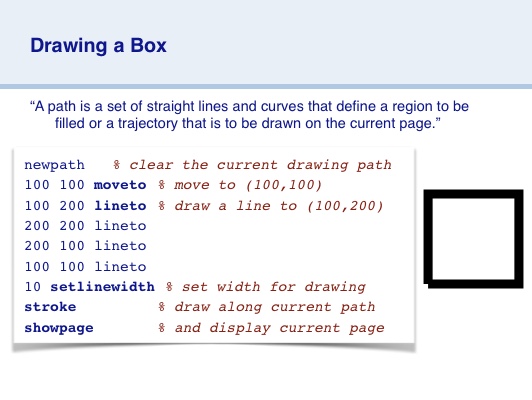 Drawing a Box
“A path is a set of straight lines and curves that define a region to be
filled or a trajectory that is to be drawn on the current page.”
newpath % clear the current drawing path
100 100 moveto % move to (100,100)
100 200 lineto % draw a line to (100,200)
200 200 lineto
200 100 lineto
100 100 lineto
10 setlinewidth % set width for drawing
stroke % draw along current path
showpage % and display current page